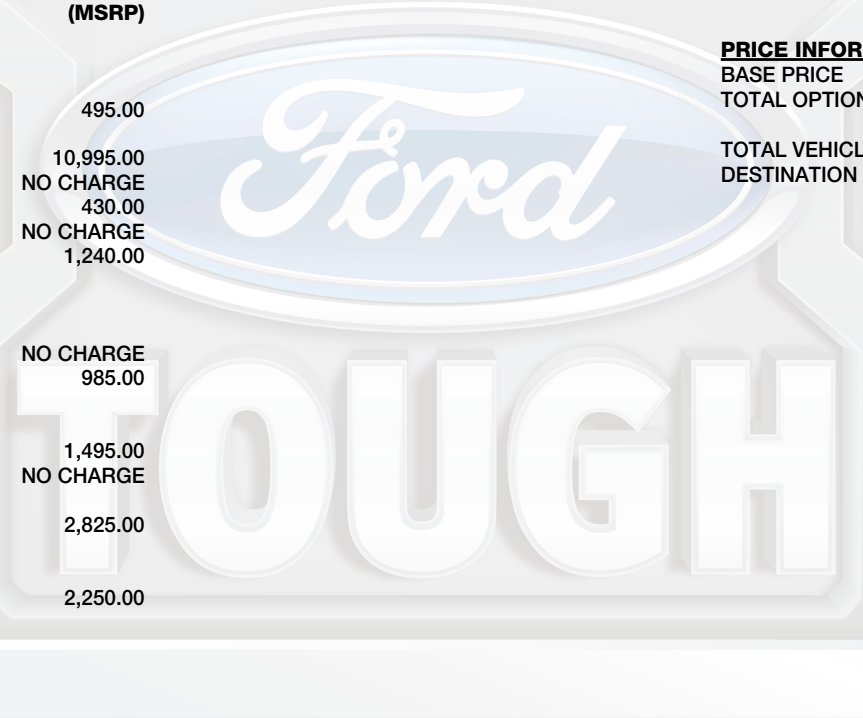 (MSRP)
495.00
10,995.00
NO CHARGE
430.00
NO CHARGE
1,240.00
NO CHARGE
985.00
1,495.00
NO CHARGE
2,825.00
2,250.00
PRICE INFOR
BASE PRICE
TOTAL OPTION
TOTAL VEHICL
DESTINATION
Ford
TOUGH